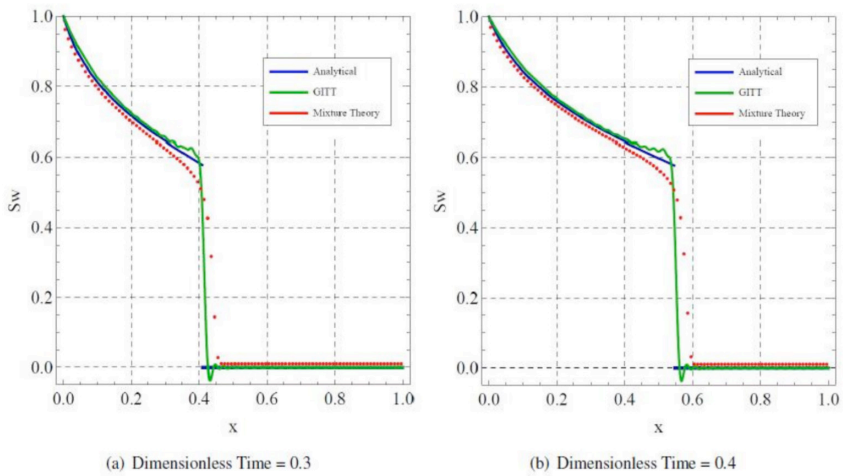 1.0
0.8
0.6
0.4
0.2
0.0
Sw
Analytical
GITT
Mixture Theory
0.0 0.2 0.4 0.6 0.8 1.0
x
(a) Dimensionless Time = 0.3
1.0
0.8
0.6
0.4
0.2
0.0
Sw
Analytical
GITT
Mixture Theory
0.0 0.2 0.4 0.6 0.8 1.0
x
(b) Dimensionless Time = 0.4